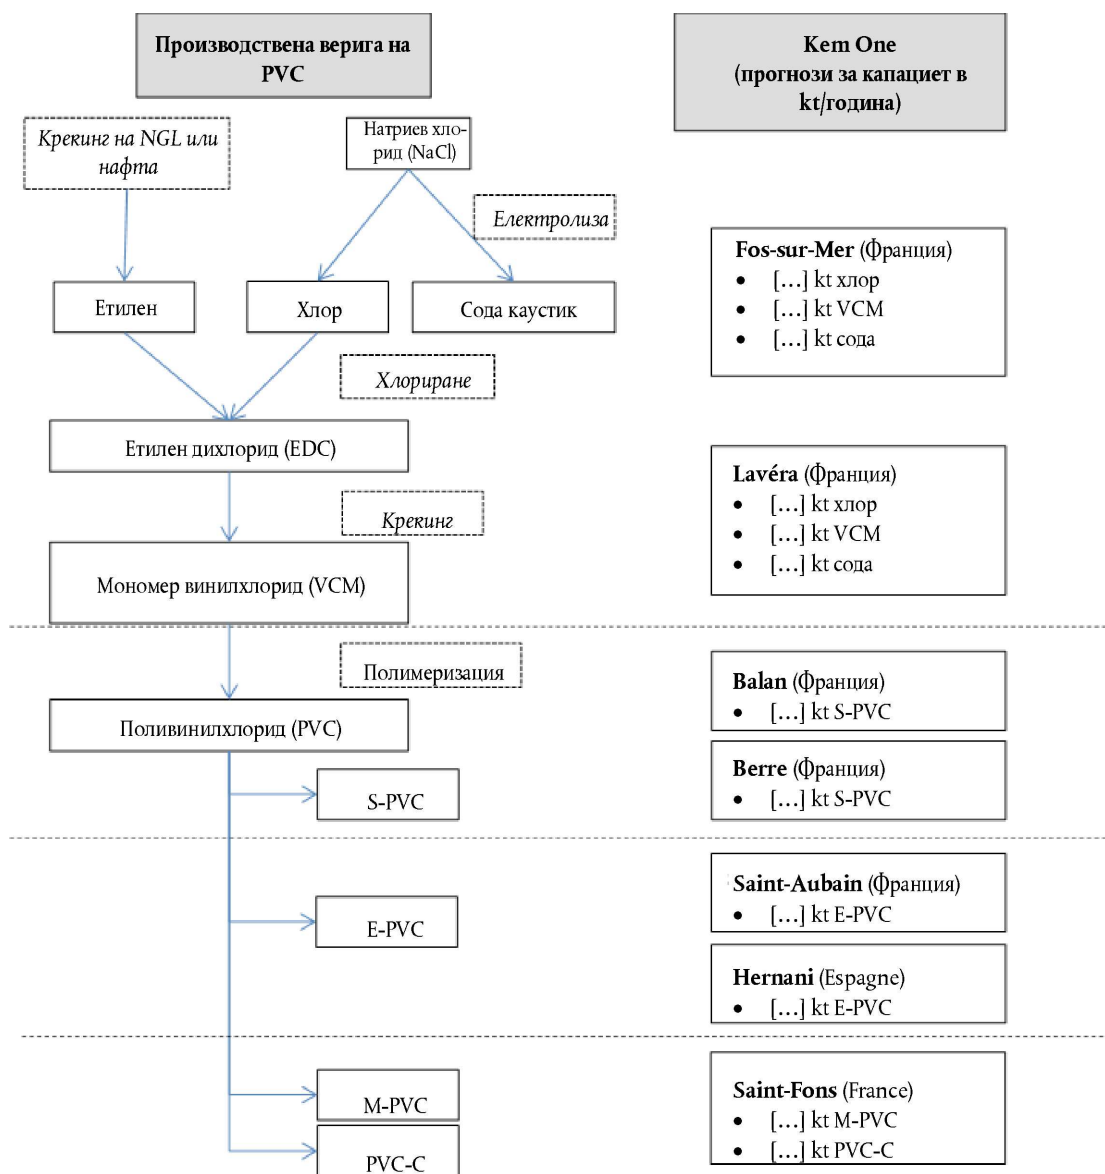 Производствена верига на
PVC
Kem One
(прогнози за капациет в
kt/година)
Крекинг на NGL или
нафта
Натриев хло-
рид (NaCl)
Електролиза
Етилен
Хлор
Сода каустик
Fos-sur-Mer (Франция)
• […] kt хлор
• […] kt VCM
• […] kt сода
Хлориране
Етилен дихлорид (EDC)
Крекинг
Мономер винилхлорид (VCM)
Lavéra (Франция)
• […] kt хлор
• […] kt VCM
• […] kt сода
Полимеризация
Поливинилхлорид (PVC)
S-PVC
Balan (Франция)
• […] kt S-PVC
Berre (Франция)
• […] kt S-PVC
E-PVC
Saint-Aubain (Франция)
• […] kt E-PVC
Hernani (Espagne)
• […] kt E-PVC
M-PVC
PVC-C
Saint-Fons (France)
• […] kt M-PVC
• […] kt PVC-C